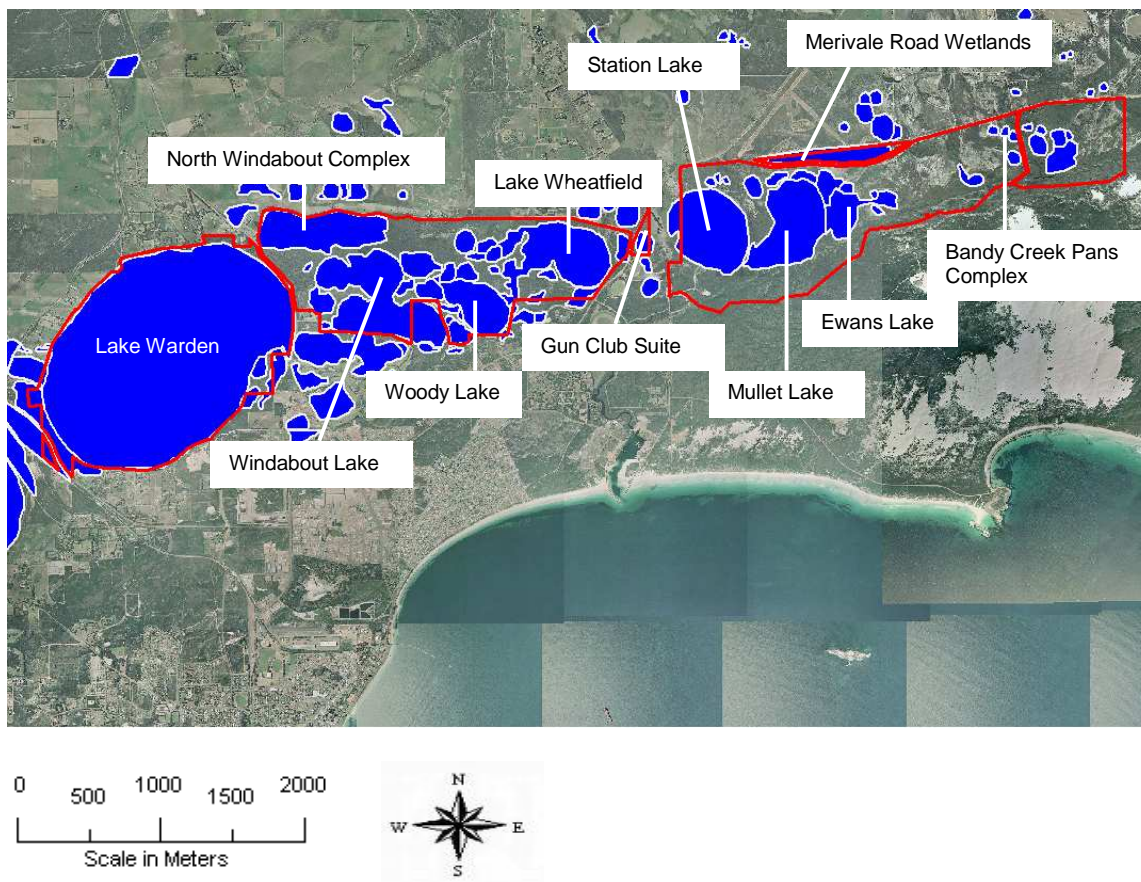 Merivale Road Wetlands
Station Lake
North Windabout Complex
Lake Wheatfield
Bandy Creek Pans
Complex
Ewans Lake
Lake Warden
Gun Club Suite
Woody Lake
Mullet Lake
Windabout Lake
0 500 1000 1500 2000
Scale in Meters
N
W E
S